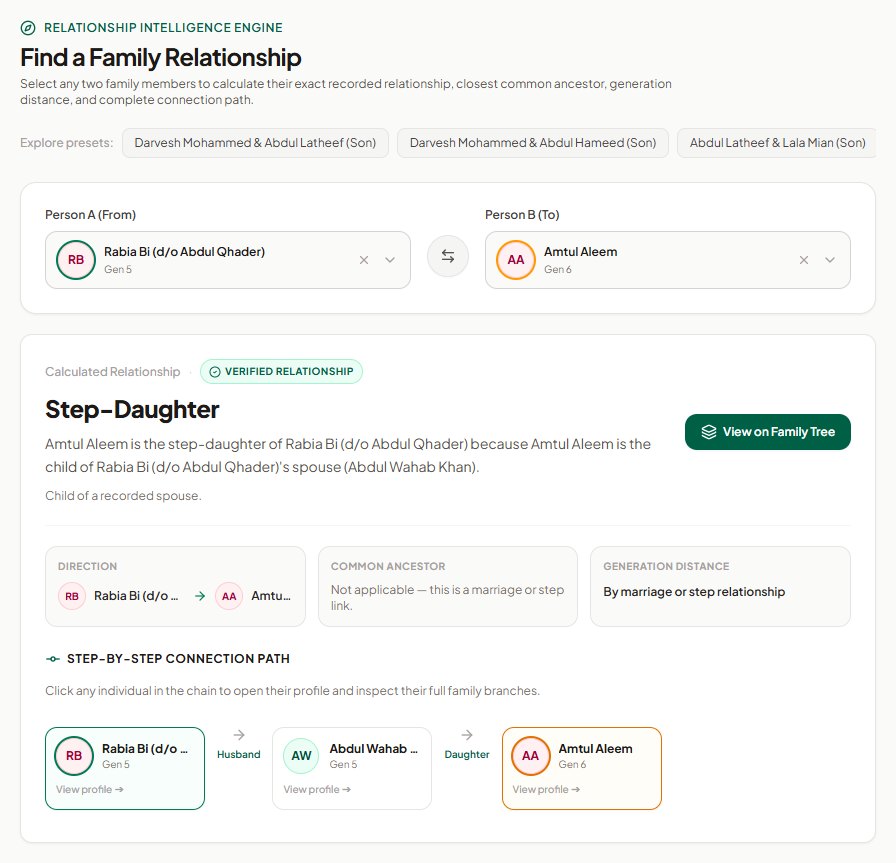 RELATIONSHIP INTELLIGENCE ENGINE
Find a Family Relationship
Select any two family members to calculate their exact recorded relationship, closest common ancestor, generation
distance, and complete connection path.
Explore presets: Darvesh Mohammed & Abdul Latheef (Son) Darvesh Mohammed & Abdul Hameed (Son) Abdul Latheef & Lala Mian (Son)
Person A (From)
RB Rabia Bi (d/o Abdul Qhader)
Gen 5
Person B (To)
AA Amtul Aleem
Gen 6
Calculated Relationship · VERIFIED RELATIONSHIP
Step-Daughter
Amtul Aleem is the step-daughter of Rabia Bi (d/o Abdul Qhader) because Amtul Aleem is the
child of Rabia Bi (d/o Abdul Qhader)'s spouse (Abdul Wahab Khan).
Child of a recorded spouse.
View on Family Tree
DIRECTION
RB Rabia Bi (d/o ... → AA Amtu...
COMMON ANCESTOR
Not applicable — this is a marriage or step
link.
GENERATION DISTANCE
By marriage or step relationship
STEP-BY-STEP CONNECTION PATH
Click any individual in the chain to open their profile and inspect their full family branches.
RB Rabia Bi (d/o ...
Gen 5
View profile →
→
Husband
AW Abdul Wahab ...
Gen 5
View profile →
→
Daughter
AA Amtul Aleem
Gen 6
View profile →